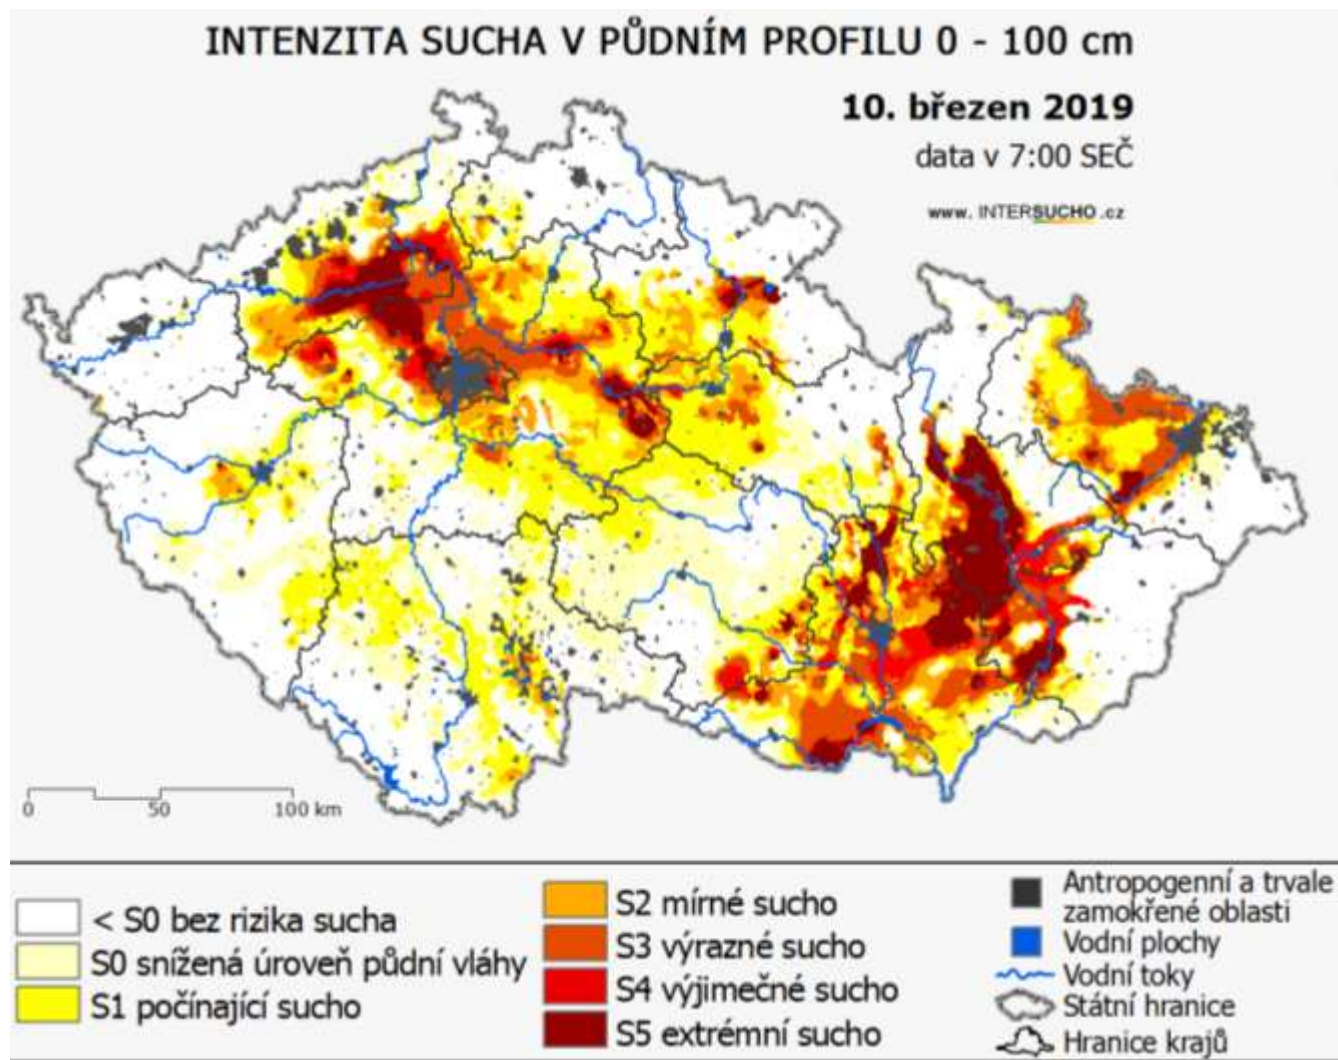 INTENZITA SUCHA V PŮDNÍM PROFILU 0 - 100 cm
10. březen 2019
data v 7:00 SEČ
www. INTERSUCHO .cz
0 50 100 km
< S0 bez rizika sucha
S0 snížená úroveň půdní vláhy
S1 počínající sucho
S2 mírné sucho
S3 výrazné sucho
S4 výjimečné sucho
S5 extrémní sucho
Antropogenní a trvale
zamokřené oblasti
Vodní plochy
Vodní toky
Státní hranice
Hranice krajů